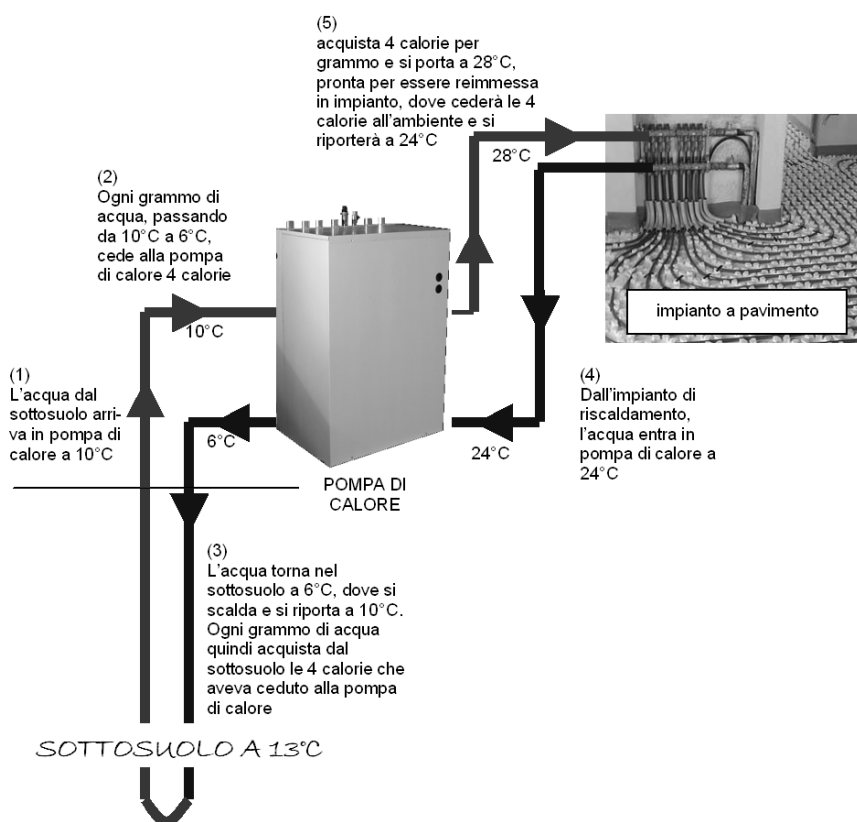 (5)
acquista 4 calorie per
grammo e si porta a 28°C,
pronta per essere reimmessa
in impianto, dove cederà le 4
calorie all'ambiente e si
riporterà a 24°C
28°C
(2)
Ogni grammo di
acqua, passando
da 10°C a 6°C,
cede alla pompa
di calore 4 calorie
impianto a pavimento
10°C
(1)
L'acqua dal
sottosuolo arri-
va in pompa di
calore a 10°C
6°C
24°C
(4)
Dall'impianto di
riscaldamento,
l'acqua entra in
pompa di calore a
24°C
POMPA DI
CALORE
(3)
L'acqua torna nel
sottosuolo a 6°C, dove si
scalda e si riporta a 10°C.
Ogni grammo di acqua
quindi acquista dal
sottosuolo le 4 calorie che
aveva ceduto alla pompa
di calore
SOTTOSUOLO A 13°C